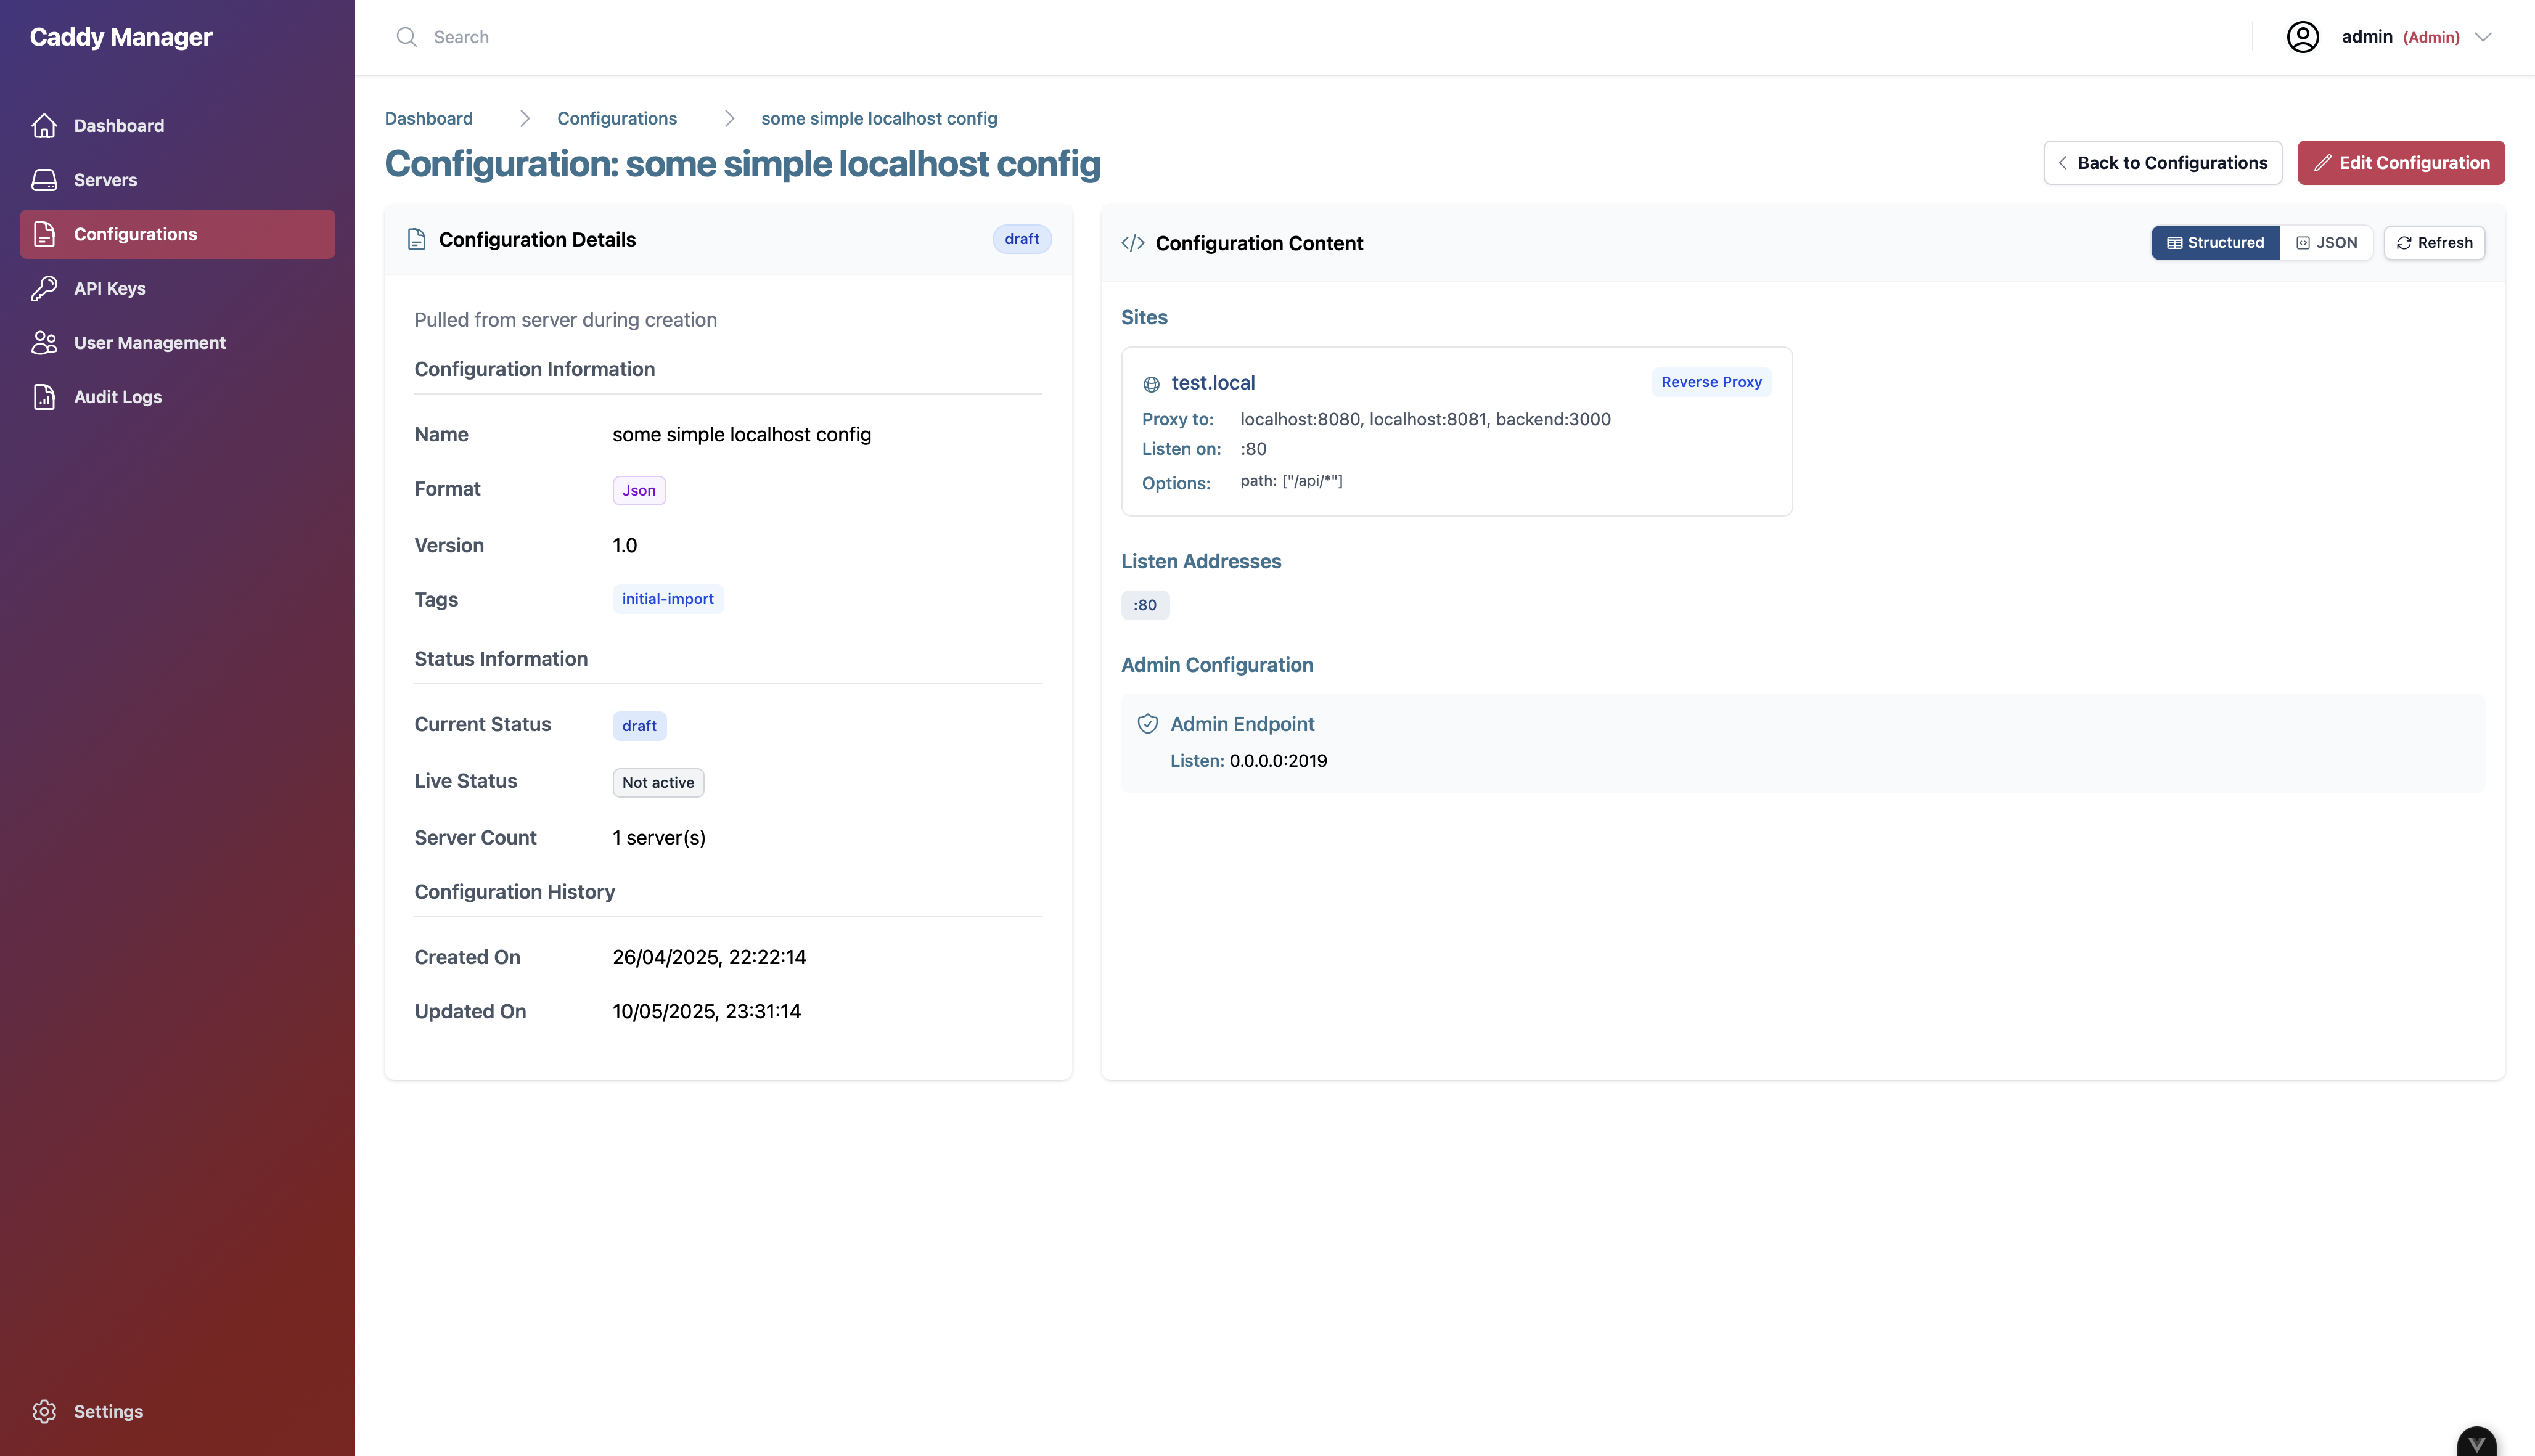 Caddy Manager
Dashboard
Servers
Configurations
API Keys
User Management
Audit Logs
Settings
Search
admin (Admin)
Dashboard > Configurations > some simple localhost config
Configuration: some simple localhost config
Back to Configurations
Edit Configuration
Configuration Details
draft
Pulled from server during creation
Configuration Information
Name some simple localhost config
Format Json
Version 1.0
Tags initial-import
Status Information
Current Status draft
Live Status Not active
Server Count 1 server(s)
Configuration History
Created On 26/04/2025, 22:22:14
Updated On 10/05/2025, 23:31:14
</> Configuration Content
Structured
JSON
Refresh
Sites
test.local
Reverse Proxy
Proxy to: localhost:8080, localhost:8081, backend:3000
Listen on: :80
Options: path: ["/api/*"]
Listen Addresses
:80
Admin Configuration
Admin Endpoint
Listen: 0.0.0.0:2019